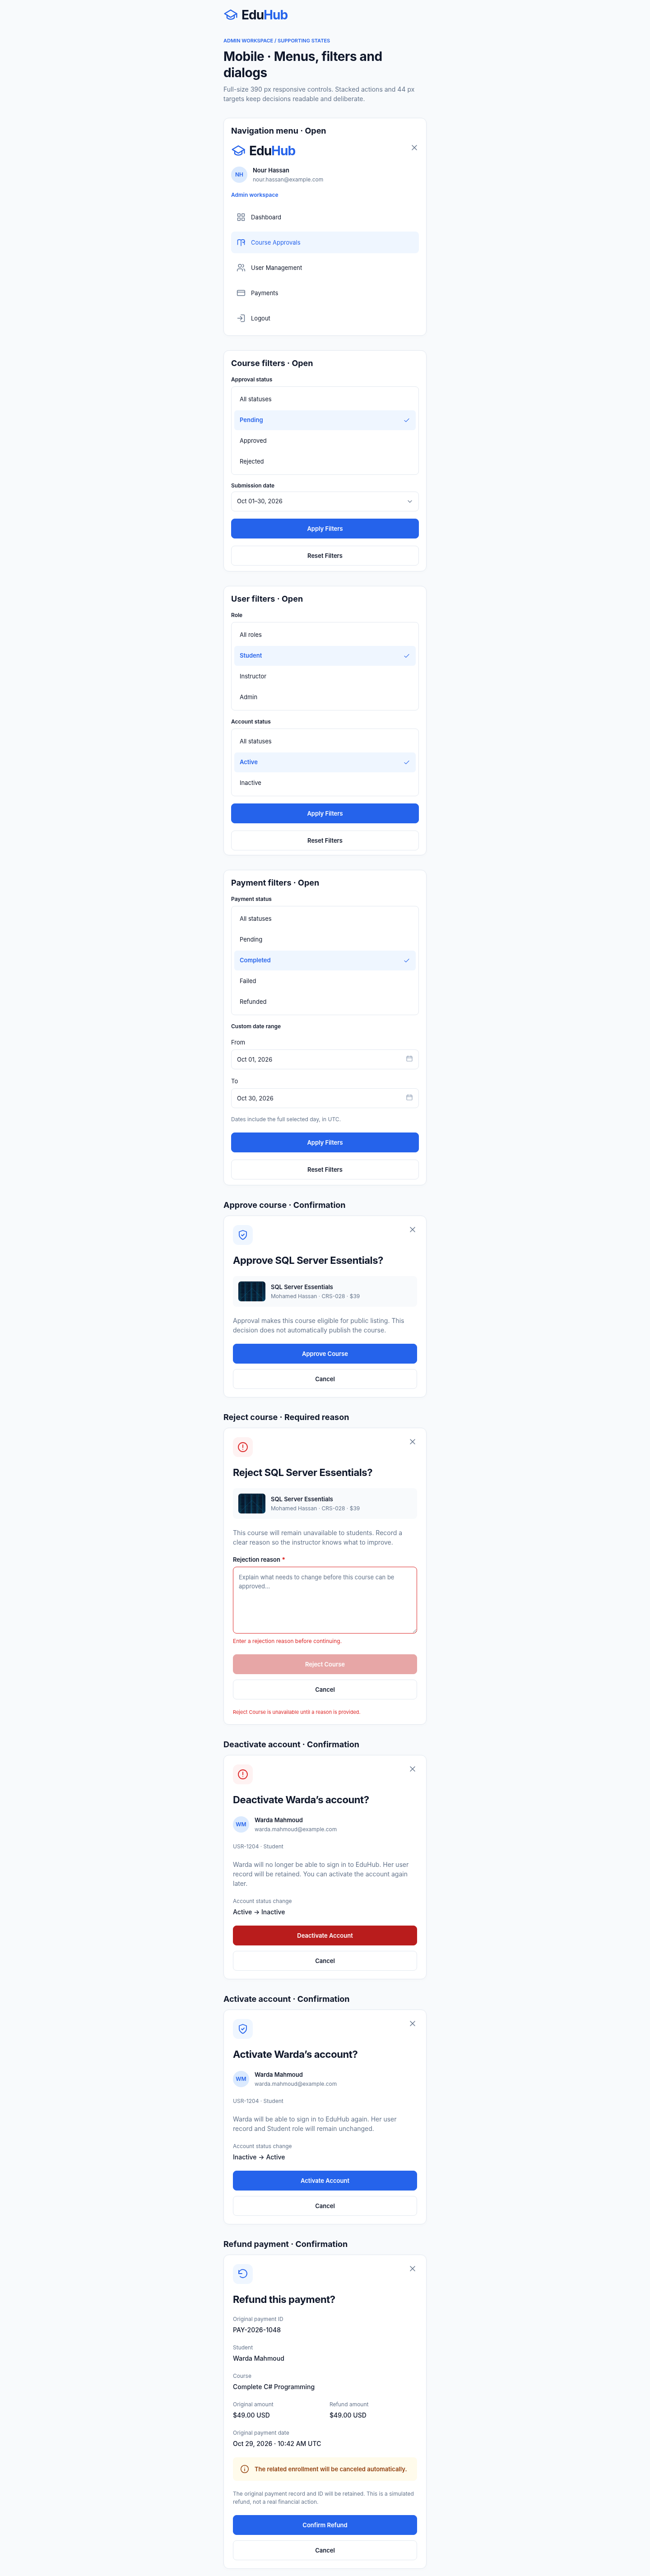 EduHub
ADMIN WORKSPACE / SUPPORTING STATES
Mobile · Menus, filters and
dialogs
Full-size 390 px responsive controls. Stacked actions and 44 px
targets keep decisions readable and deliberate.
Navigation menu · Open
EduHub
NH
Nour Hassan
nour.hassan@example.com
Admin workspace
Dashboard
Course Approvals
User Management
Payments
Logout
Course filters · Open
Approval status
All statuses
Pending
Approved
Rejected
Submission date
Oct 01–30, 2026
Apply Filters
Reset Filters
User filters · Open
Role
All roles
Student
Instructor
Admin
Account status
All statuses
Active
Inactive
Apply Filters
Reset Filters
Payment filters · Open
Payment status
All statuses
Pending
Completed
Failed
Refunded
Custom date range
From
Oct 01, 2026
To
Oct 30, 2026
Dates include the full selected day, in UTC.
Apply Filters
Reset Filters
Approve course · Confirmation
Approve SQL Server Essentials?
SQL Server Essentials
Mohamed Hassan · CRS-028 · $39
Approval makes this course eligible for public listing. This
decision does not automatically publish the course.
Approve Course
Cancel
Reject course · Required reason
Reject SQL Server Essentials?
SQL Server Essentials
Mohamed Hassan · CRS-028 · $39
This course will remain unavailable to students. Record a
clear reason so the instructor knows what to improve.
Rejection reason *
Explain what needs to change before this course can be
approved...
Enter a rejection reason before continuing.
Reject Course
Cancel
Reject Course is unavailable until a reason is provided.
Deactivate account · Confirmation
Deactivate Warda’s account?
WM
Warda Mahmoud
warda.mahmoud@example.com
USR-1204 · Student
Warda will no longer be able to sign in to EduHub. Her user
record will be retained. You can activate the account again
later.
Account status change
Active → Inactive
Deactivate Account
Cancel
Activate account · Confirmation
Activate Warda’s account?
WM
Warda Mahmoud
warda.mahmoud@example.com
USR-1204 · Student
Warda will be able to sign in to EduHub again. Her user
record and Student role will remain unchanged.
Account status change
Inactive → Active
Activate Account
Cancel
Refund payment · Confirmation
Refund this payment?
Original payment ID
PAY-2026-1048
Student
Warda Mahmoud
Course
Complete C# Programming
Original amount
$49.00 USD
Refund amount
$49.00 USD
Original payment date
Oct 29, 2026 · 10:42 AM UTC
The related enrollment will be canceled automatically.
The original payment record and ID will be retained. This is a simulated
refund, not a real financial action.
Confirm Refund
Cancel